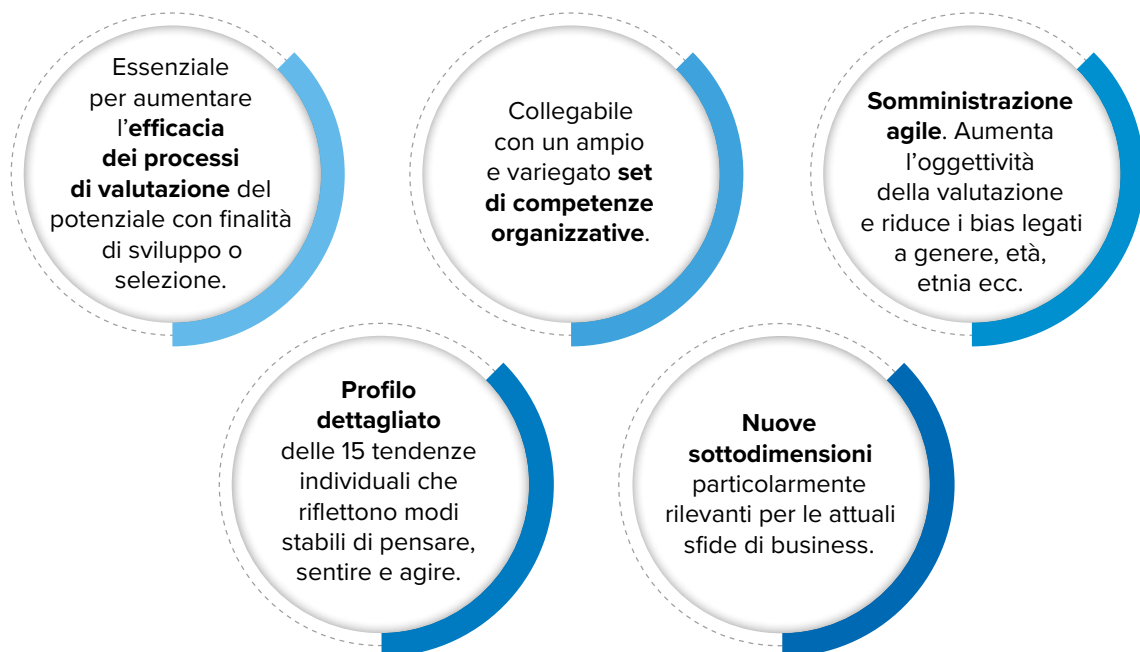 Essenziale
per aumentare
l’efficacia
dei processi
di valutazione del
potenziale con finalità
di sviluppo o
selezione.
Collegabile
con un ampio
e variegato set
di competenze
organizzative.
Somministrazione
agile. Aumenta
l’oggettività
della valutazione
e riduce i bias legati
a genere, età,
etnia ecc.
Profilo
dettagliato
delle 15 tendenze
individuali che
riflettono modi
stabili di pensare,
sentire e agire.
Nuove
sottodimensioni
particolarmente
rilevanti per le attuali
sfide di business.